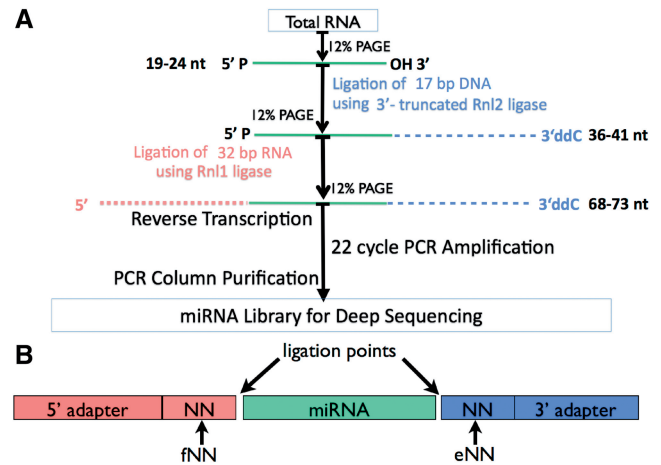 A
Total RNA
12% PAGE
19-24 nt 5' P OH 3'
Ligation of 17 bp DNA
using 3'- truncated Rnl2 ligase
12% PAGE
5' P 3'ddC 36-41 nt
Ligation of 32 bp RNA
using Rnl1 ligase
12% PAGE
5' 3'ddC 68-73 nt
Reverse Transcription
22 cycle PCR Amplification
PCR Column Purification
miRNA Library for Deep Sequencing
B
ligation points
5' adapter NN miRNA NN 3' adapter
fNN eNN